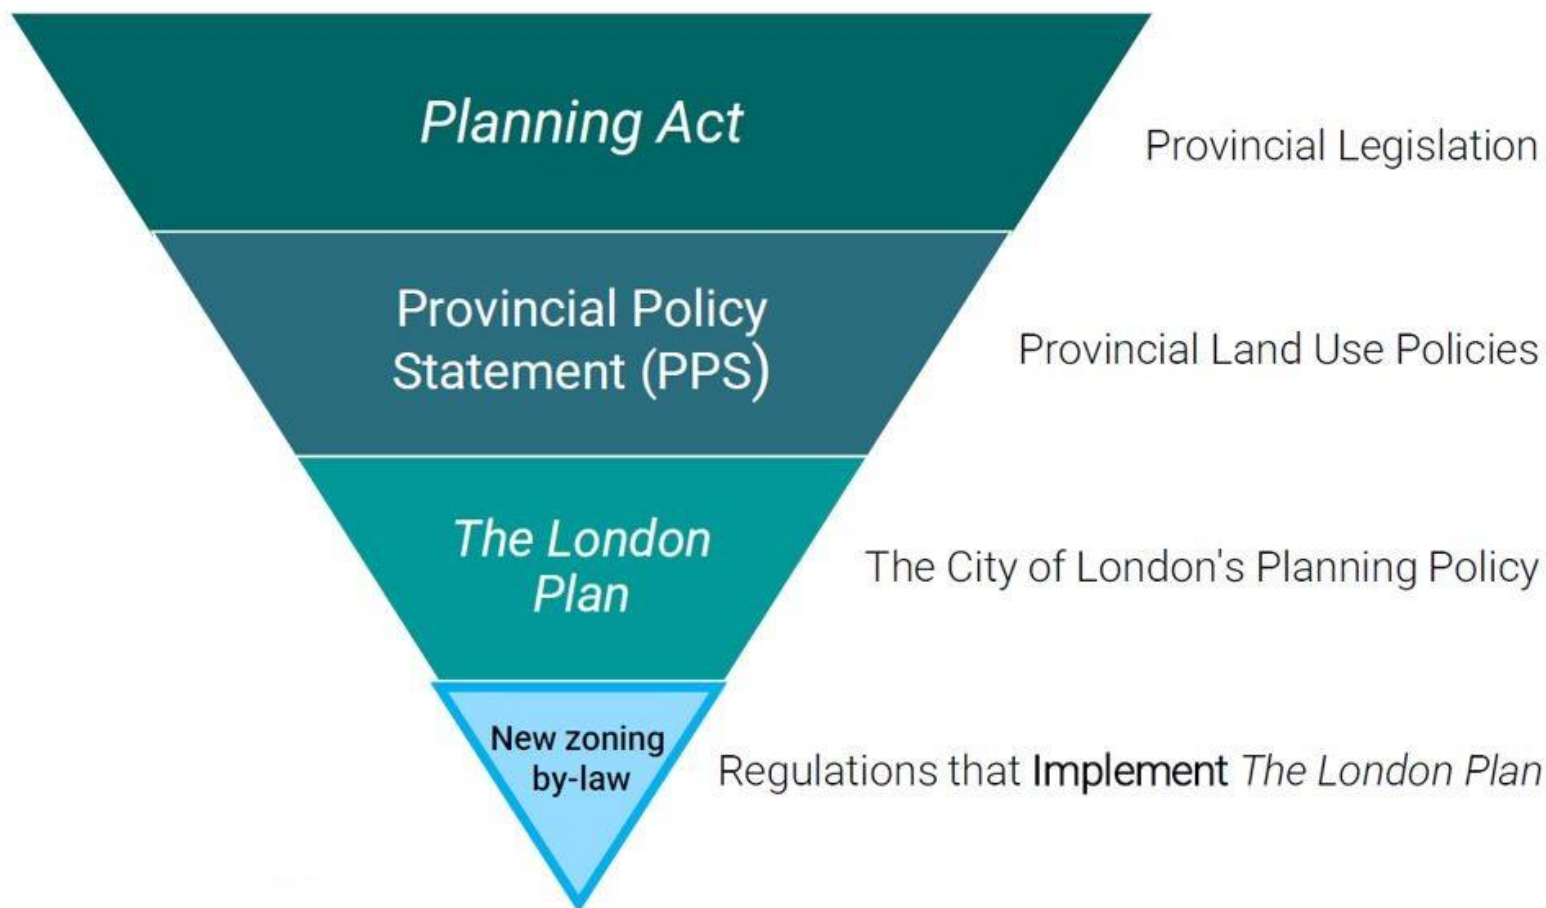 Planning Act
Provincial Legislation
Provincial Policy
Statement (PPS)
Provincial Land Use Policies
The London
Plan
The City of London's Planning Policy
New zoning
by-law
Regulations that Implement The London Plan